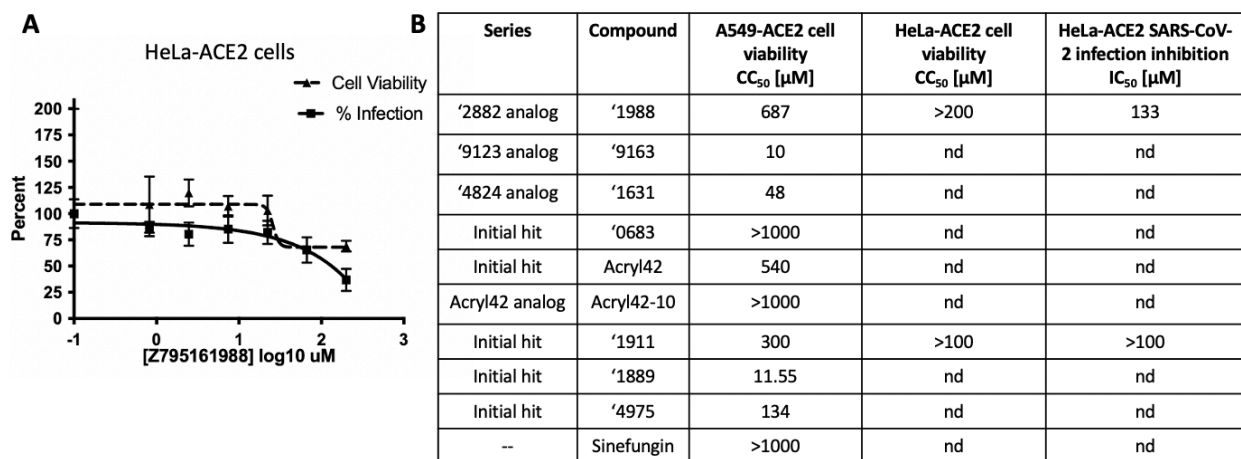 A
HeLa-ACE2 cells
Cell Viability
% Infection
200
175
150
125
100
75
50
25
0
Percent
-1
0
1
2
3
[Z795161988] log10 uM
B
Series
Compound
A549-ACE2 cell
viability
CC50 [µM]
HeLa-ACE2 cell
viability
CC50 [µM]
HeLa-ACE2 SARS-CoV-
2 infection inhibition
IC50 [µM]
‘2882 analog ‘1988 687 >200 133
‘9123 analog ‘9163 10 nd nd
‘4824 analog ‘1631 48 nd nd
Initial hit ‘0683 >1000 nd nd
Initial hit Acryl42 540 nd nd
Acryl42 analog Acryl42-10 >1000 nd nd
Initial hit ‘1911 300 >100 >100
Initial hit ‘1889 11.55 nd nd
Initial hit ‘4975 134 nd nd
-- Sinefungin >1000 nd nd